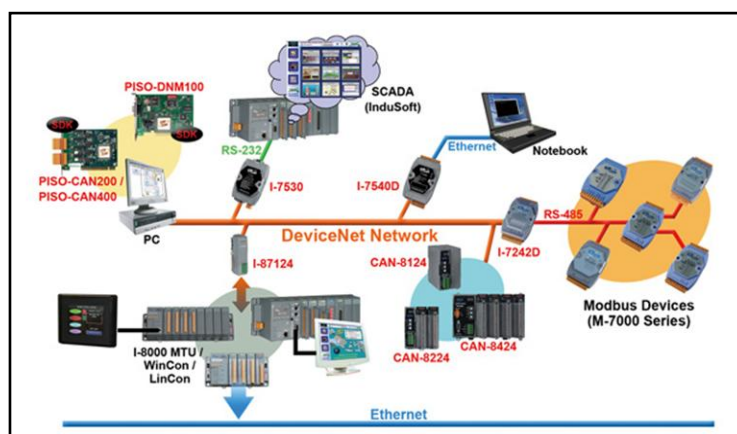 PISO-DNM100
SDK
SDK
PISO-CAN200 /
PISO-CAN400
PC
SCADA
(InduSoft)
RS-232
I-7530
I-7540D
Ethernet
Notebook
DeviceNet Network
I-7242D
RS-485
I-87124
CAN-8124
CAN-8224
CAN-8424
Modbus Devices
(M-7000 Series)
I-8000 MTU /
WinCon /
LinCon
Ethernet